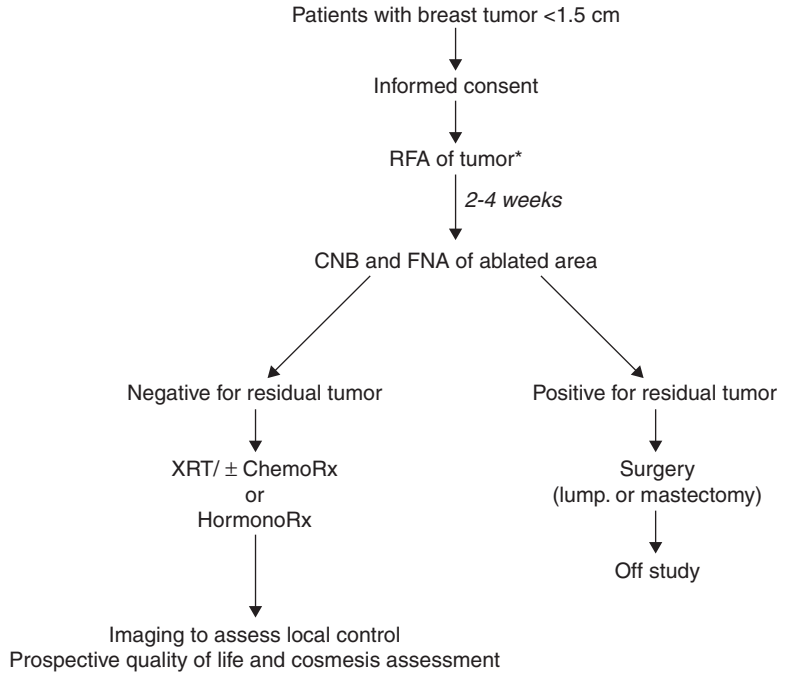 Patients with breast tumor <1.5 cm
Informed consent
RFA of tumor*
2-4 weeks
CNB and FNA of ablated area
Negative for residual tumor
XRT/ ± ChemoRx
or
HormonoRx
Imaging to assess local control
Prospective quality of life and cosmesis assessment
Positive for residual tumor
Surgery
(lump. or mastectomy)
Off study